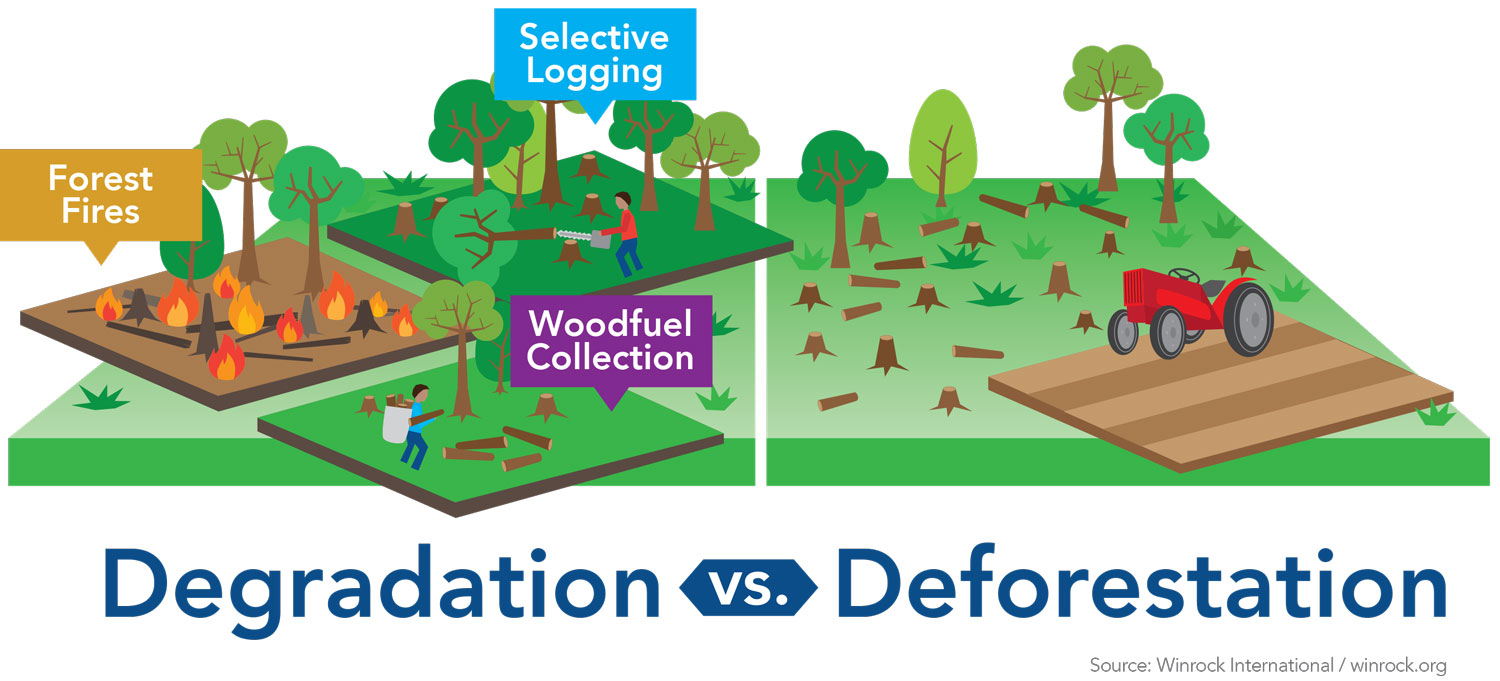 Selective
Logging
Forest
Fires
Woodfuel
Collection
Degradation vs. Deforestation
Source: Winrock International / winrock.org